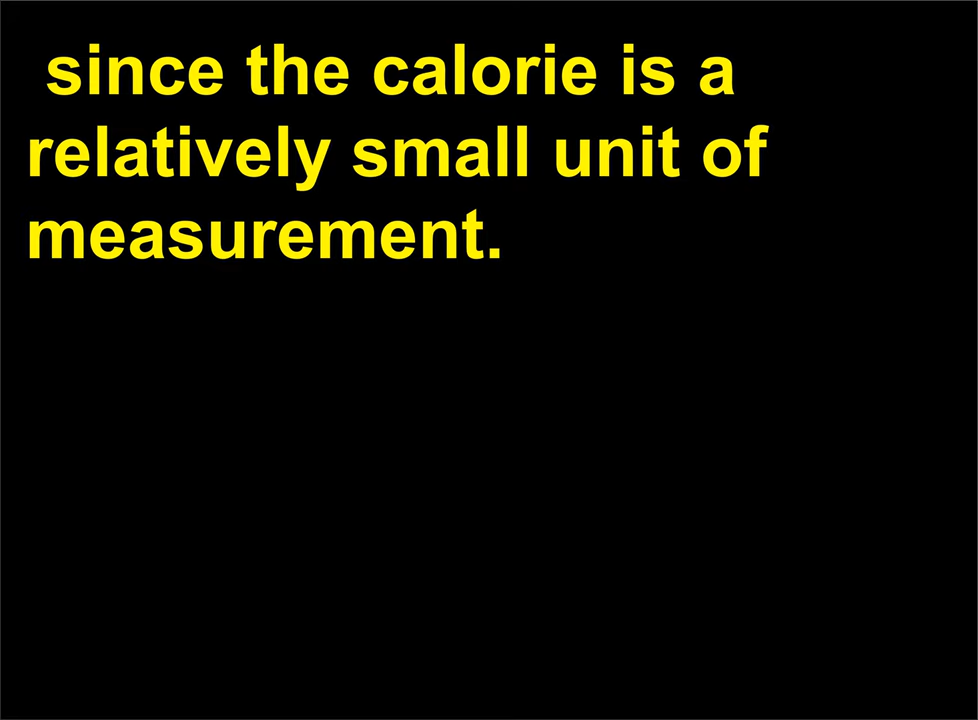 since the calorie is a
relatively small unit of
measurement.